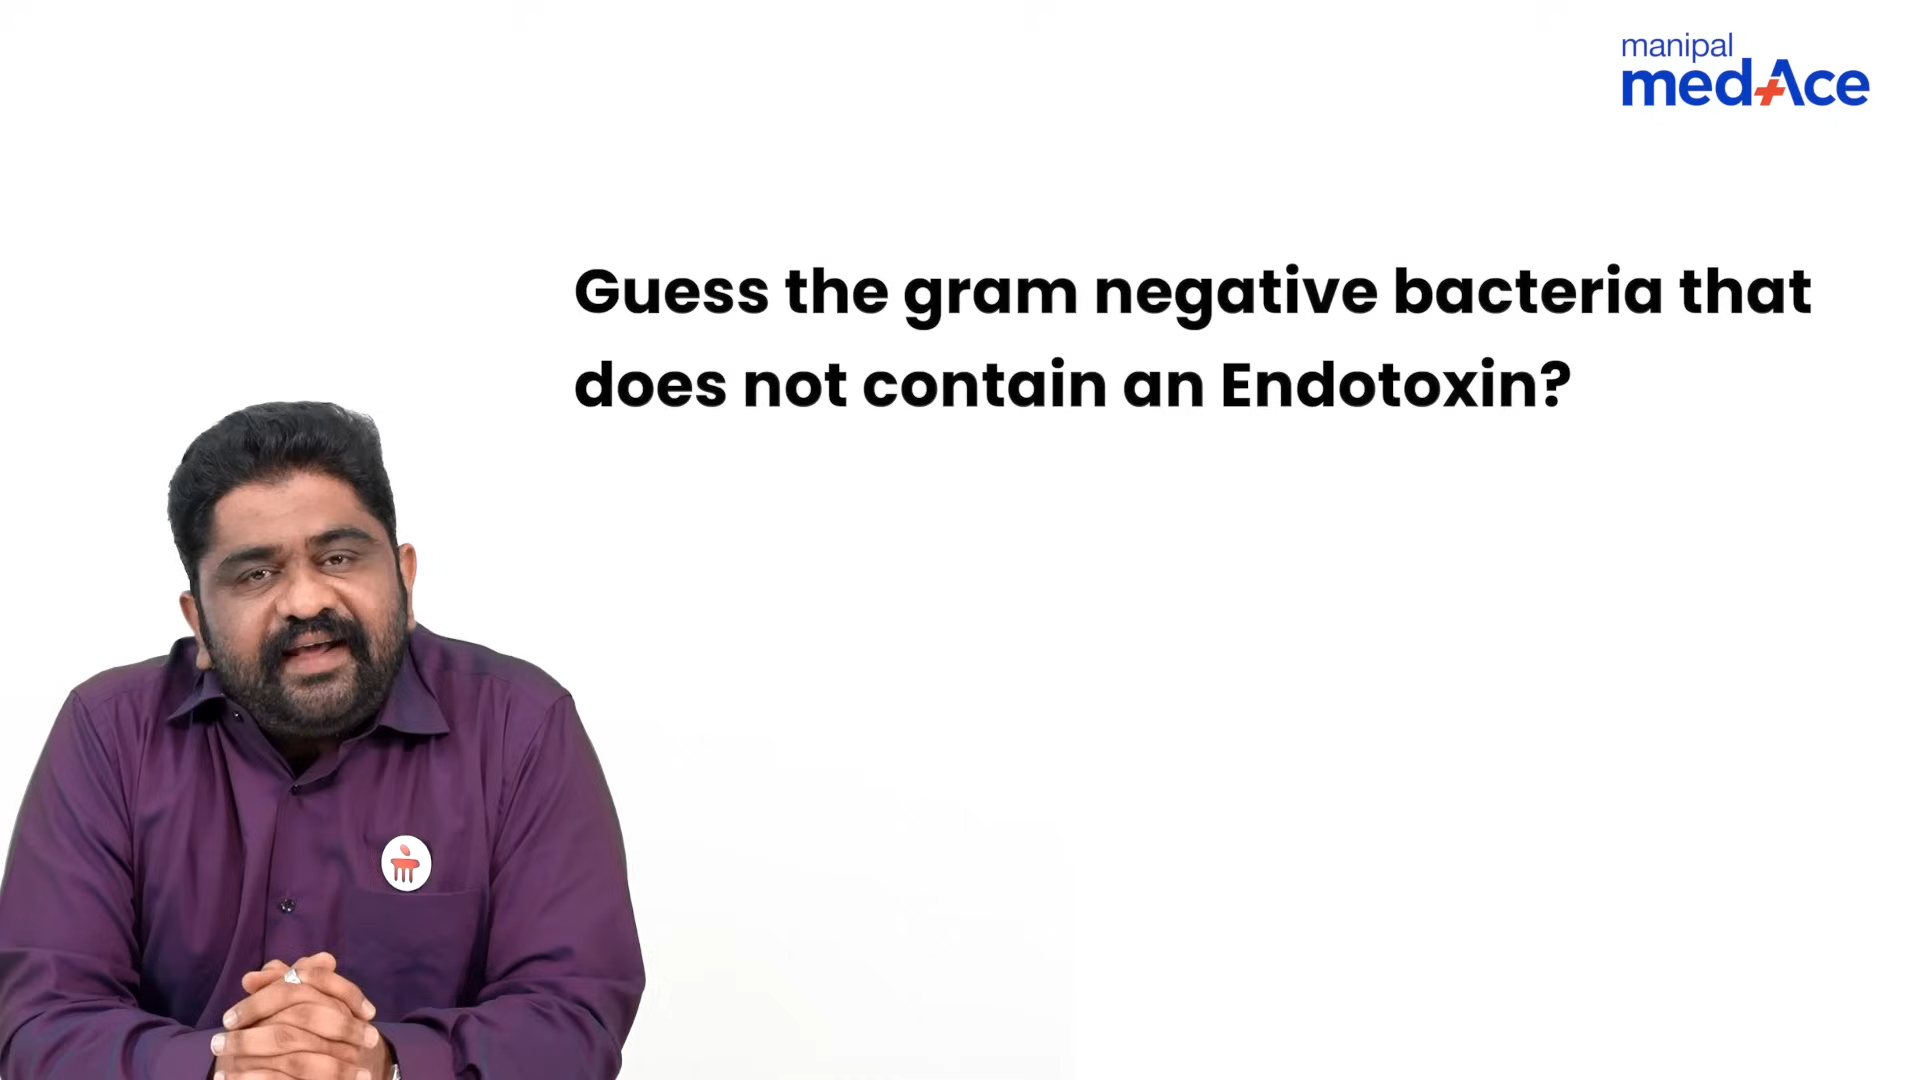 manipal
medAce
Guess the gram negative bacteria that
does not contain an Endotoxin?